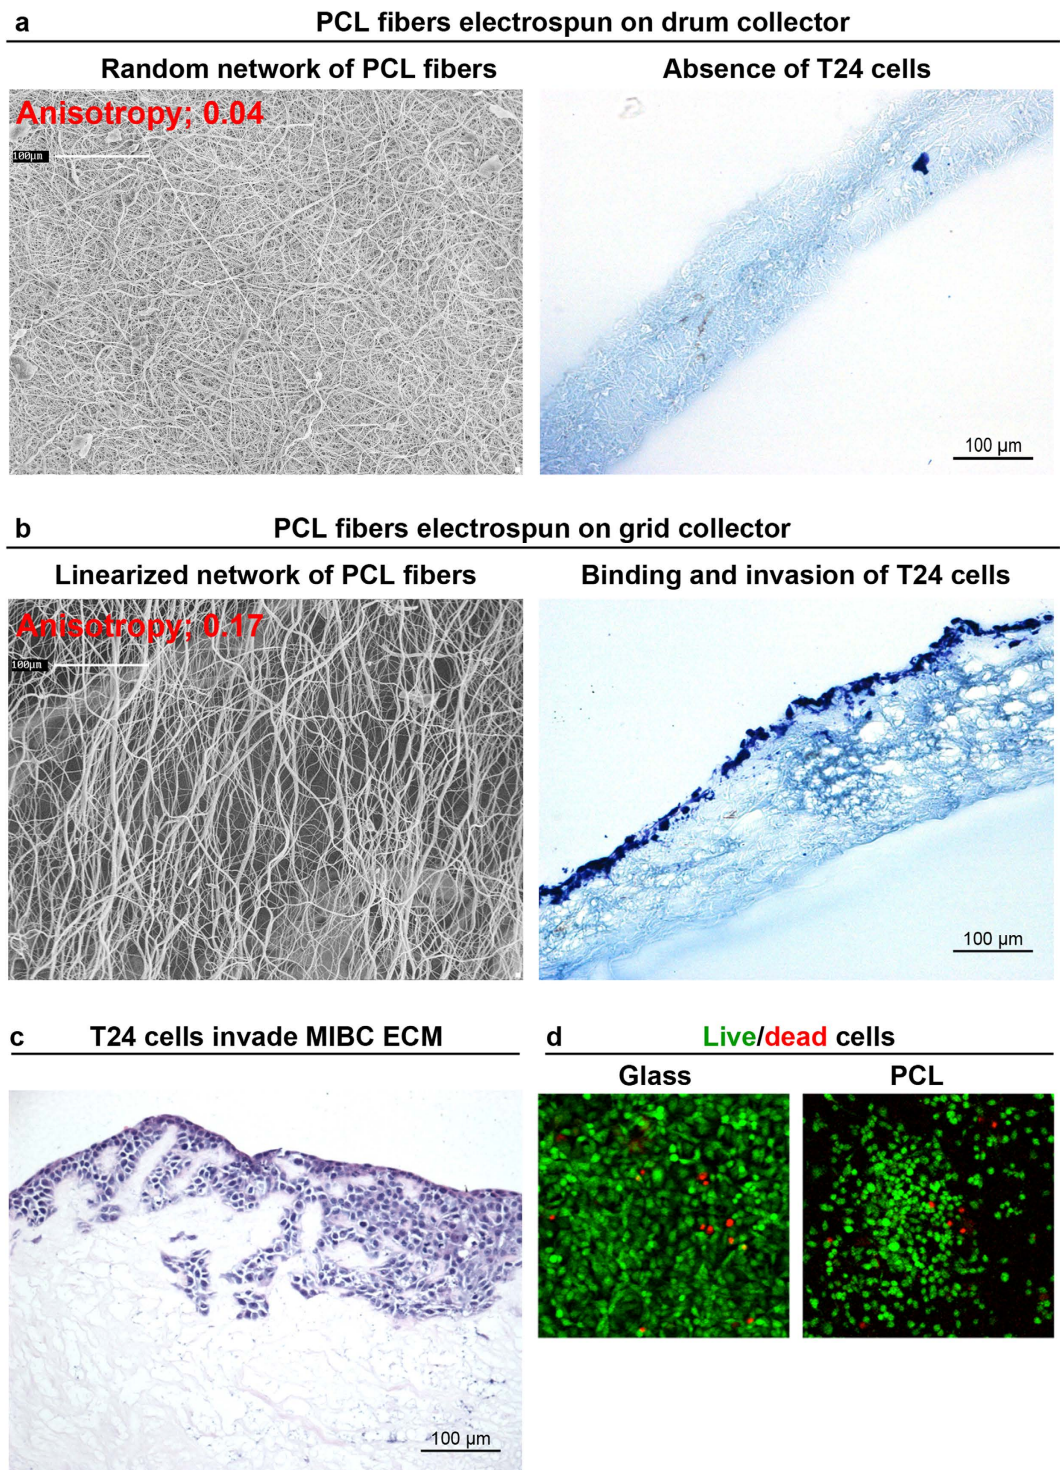 a PCL fibers electrospun on drum collector
Random network of PCL fibers
Absence of T24 cells
Anisotropy; 0.04
100µm
100 µm
b PCL fibers electrospun on grid collector
Linearized network of PCL fibers
Binding and invasion of T24 cells
Anisotropy; 0.17
100µm
100 µm
c T24 cells invade MIBC ECM
d Live/dead cells
Glass
PCL
100 µm